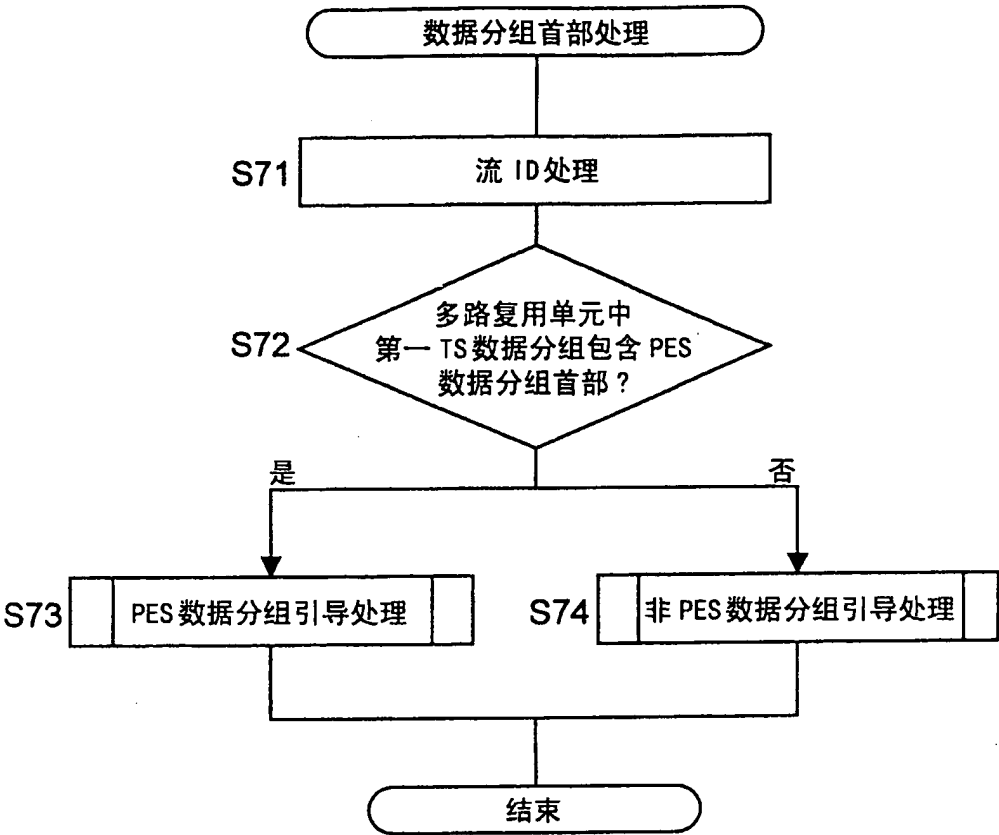 数据分组首部处理
S71
流 ID处理
S72
多路复用单元中
第一 TS数据分组包含 PES
数据分组首部？
是
否
S73
PES数据分组引导处理
S74
非PES数据分组引导处理
结束